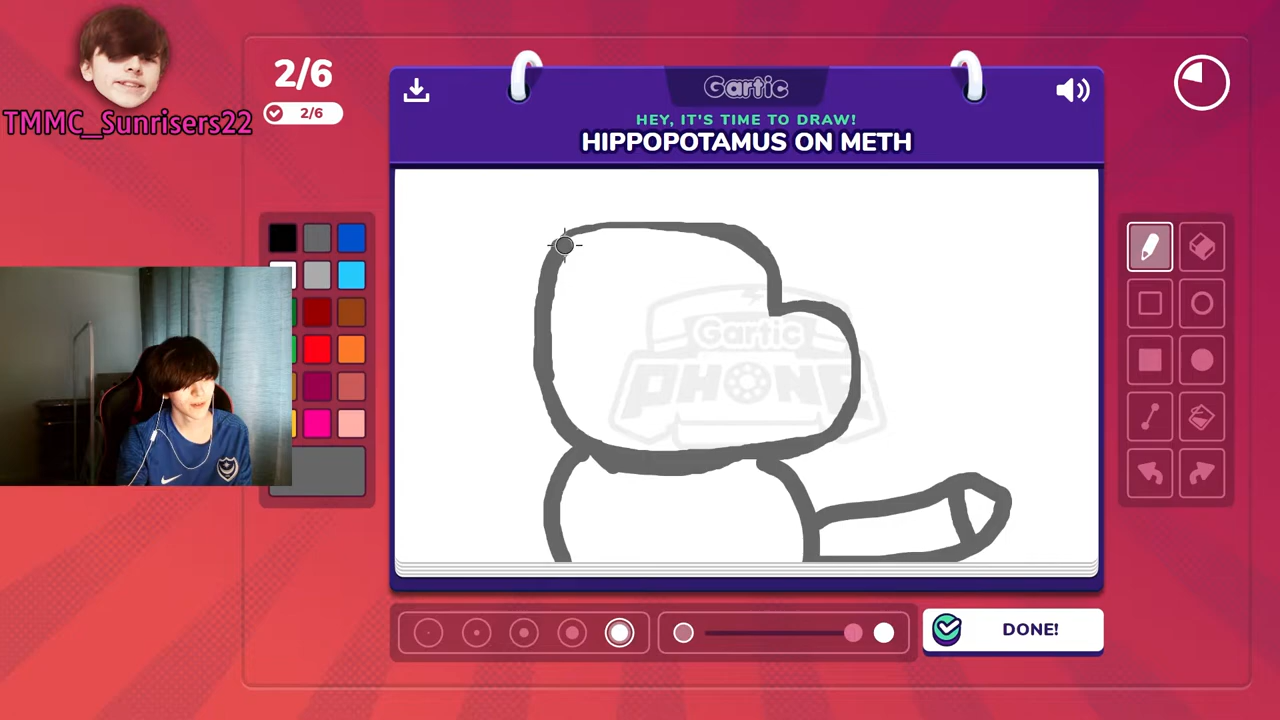 2/6
2/6
TMMC_Sunrisers22
Gartic
HEY, IT'S TIME TO DRAW!
HIPPOPOTAMUS ON METH
Gartic
PHONE
DONE!